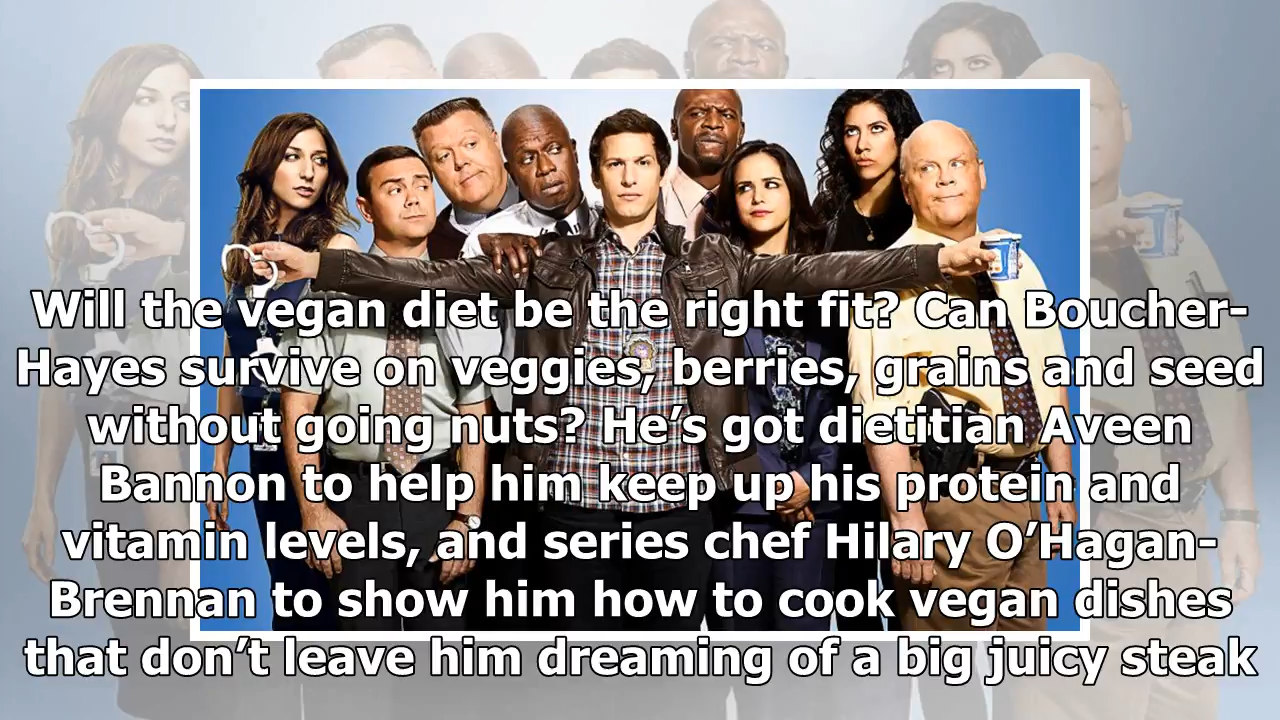 Will the vegan diet be the right fit? Can Boucher-
Hayes survive on veggies, berries, grains and seed
without going nuts? He’s got dietitian Aveen
Bannon to help him keep up his protein and
vitamin levels, and series chef Hilary O’Hagan-
Brennan to show him how to cook vegan dishes
that don’t leave him dreaming of a big juicy steak